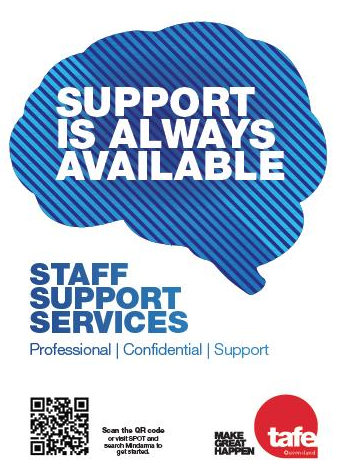 SUPPORT
IS ALWAYS
AVAILABLE
STAFF
SUPPORT
SERVICES
Professional | Confidential | Support
Scan the QR code
or visit SPOT and
search Mindarma to
get started.
MAKE
GREAT
HAPPEN
tafe
Queensland